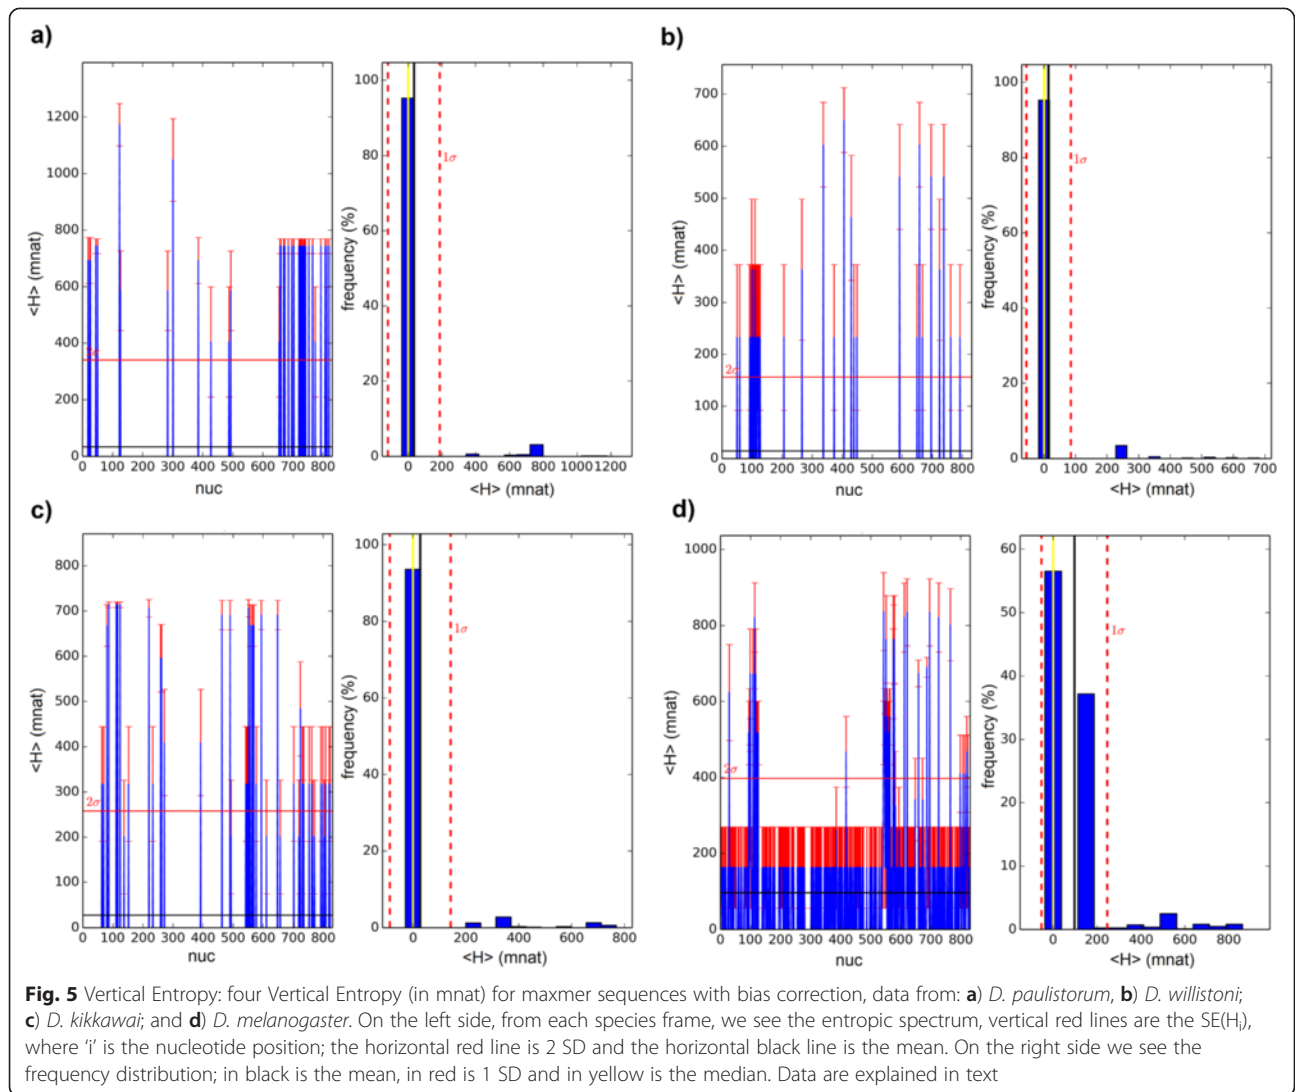 a)
1200
1000
800
600
400
200
0
<H> (mnat)
2σ
0 100 200 300 400 500 600 700 800
nuc
100
80
60
40
20
0
frequency (%)
1σ
0 200 400 600 800 1000 1200
<H> (mnat)
b)
700
600
500
400
300
200
100
0
<H> (mnat)
2σ
0 100 200 300 400 500 600 700 800
nuc
100
80
60
40
20
0
frequency (%)
1σ
0 100 200 300 400 500 600 700
<H> (mnat)
c)
800
700
600
500
400
300
200
100
0
<H> (mnat)
2σ
0 100 200 300 400 500 600 700 800
nuc
100
80
60
40
20
0
frequency (%)
1σ
0 200 400 600 800
<H> (mnat)
d)
1000
800
600
400
200
0
<H> (mnat)
2σ
0 100 200 300 400 500 600 700 800
nuc
60
50
40
30
20
10
0
frequency (%)
1σ
0 200 400 600 800
<H> (mnat)
Fig. 5 Vertical Entropy: four Vertical Entropy (in mnat) for maxmer sequences with bias correction, data from: a) D. paulistorum, b) D. willistoni;
c) D. kikkawai; and d) D. melanogaster. On the left side, from each species frame, we see the entropic spectrum, vertical red lines are the SE(Hi),
where 'i' is the nucleotide position; the horizontal red line is 2 SD and the horizontal black line is the mean. On the right side we see the
frequency distribution; in black is the mean, in red is 1 SD and in yellow is the median. Data are explained in text